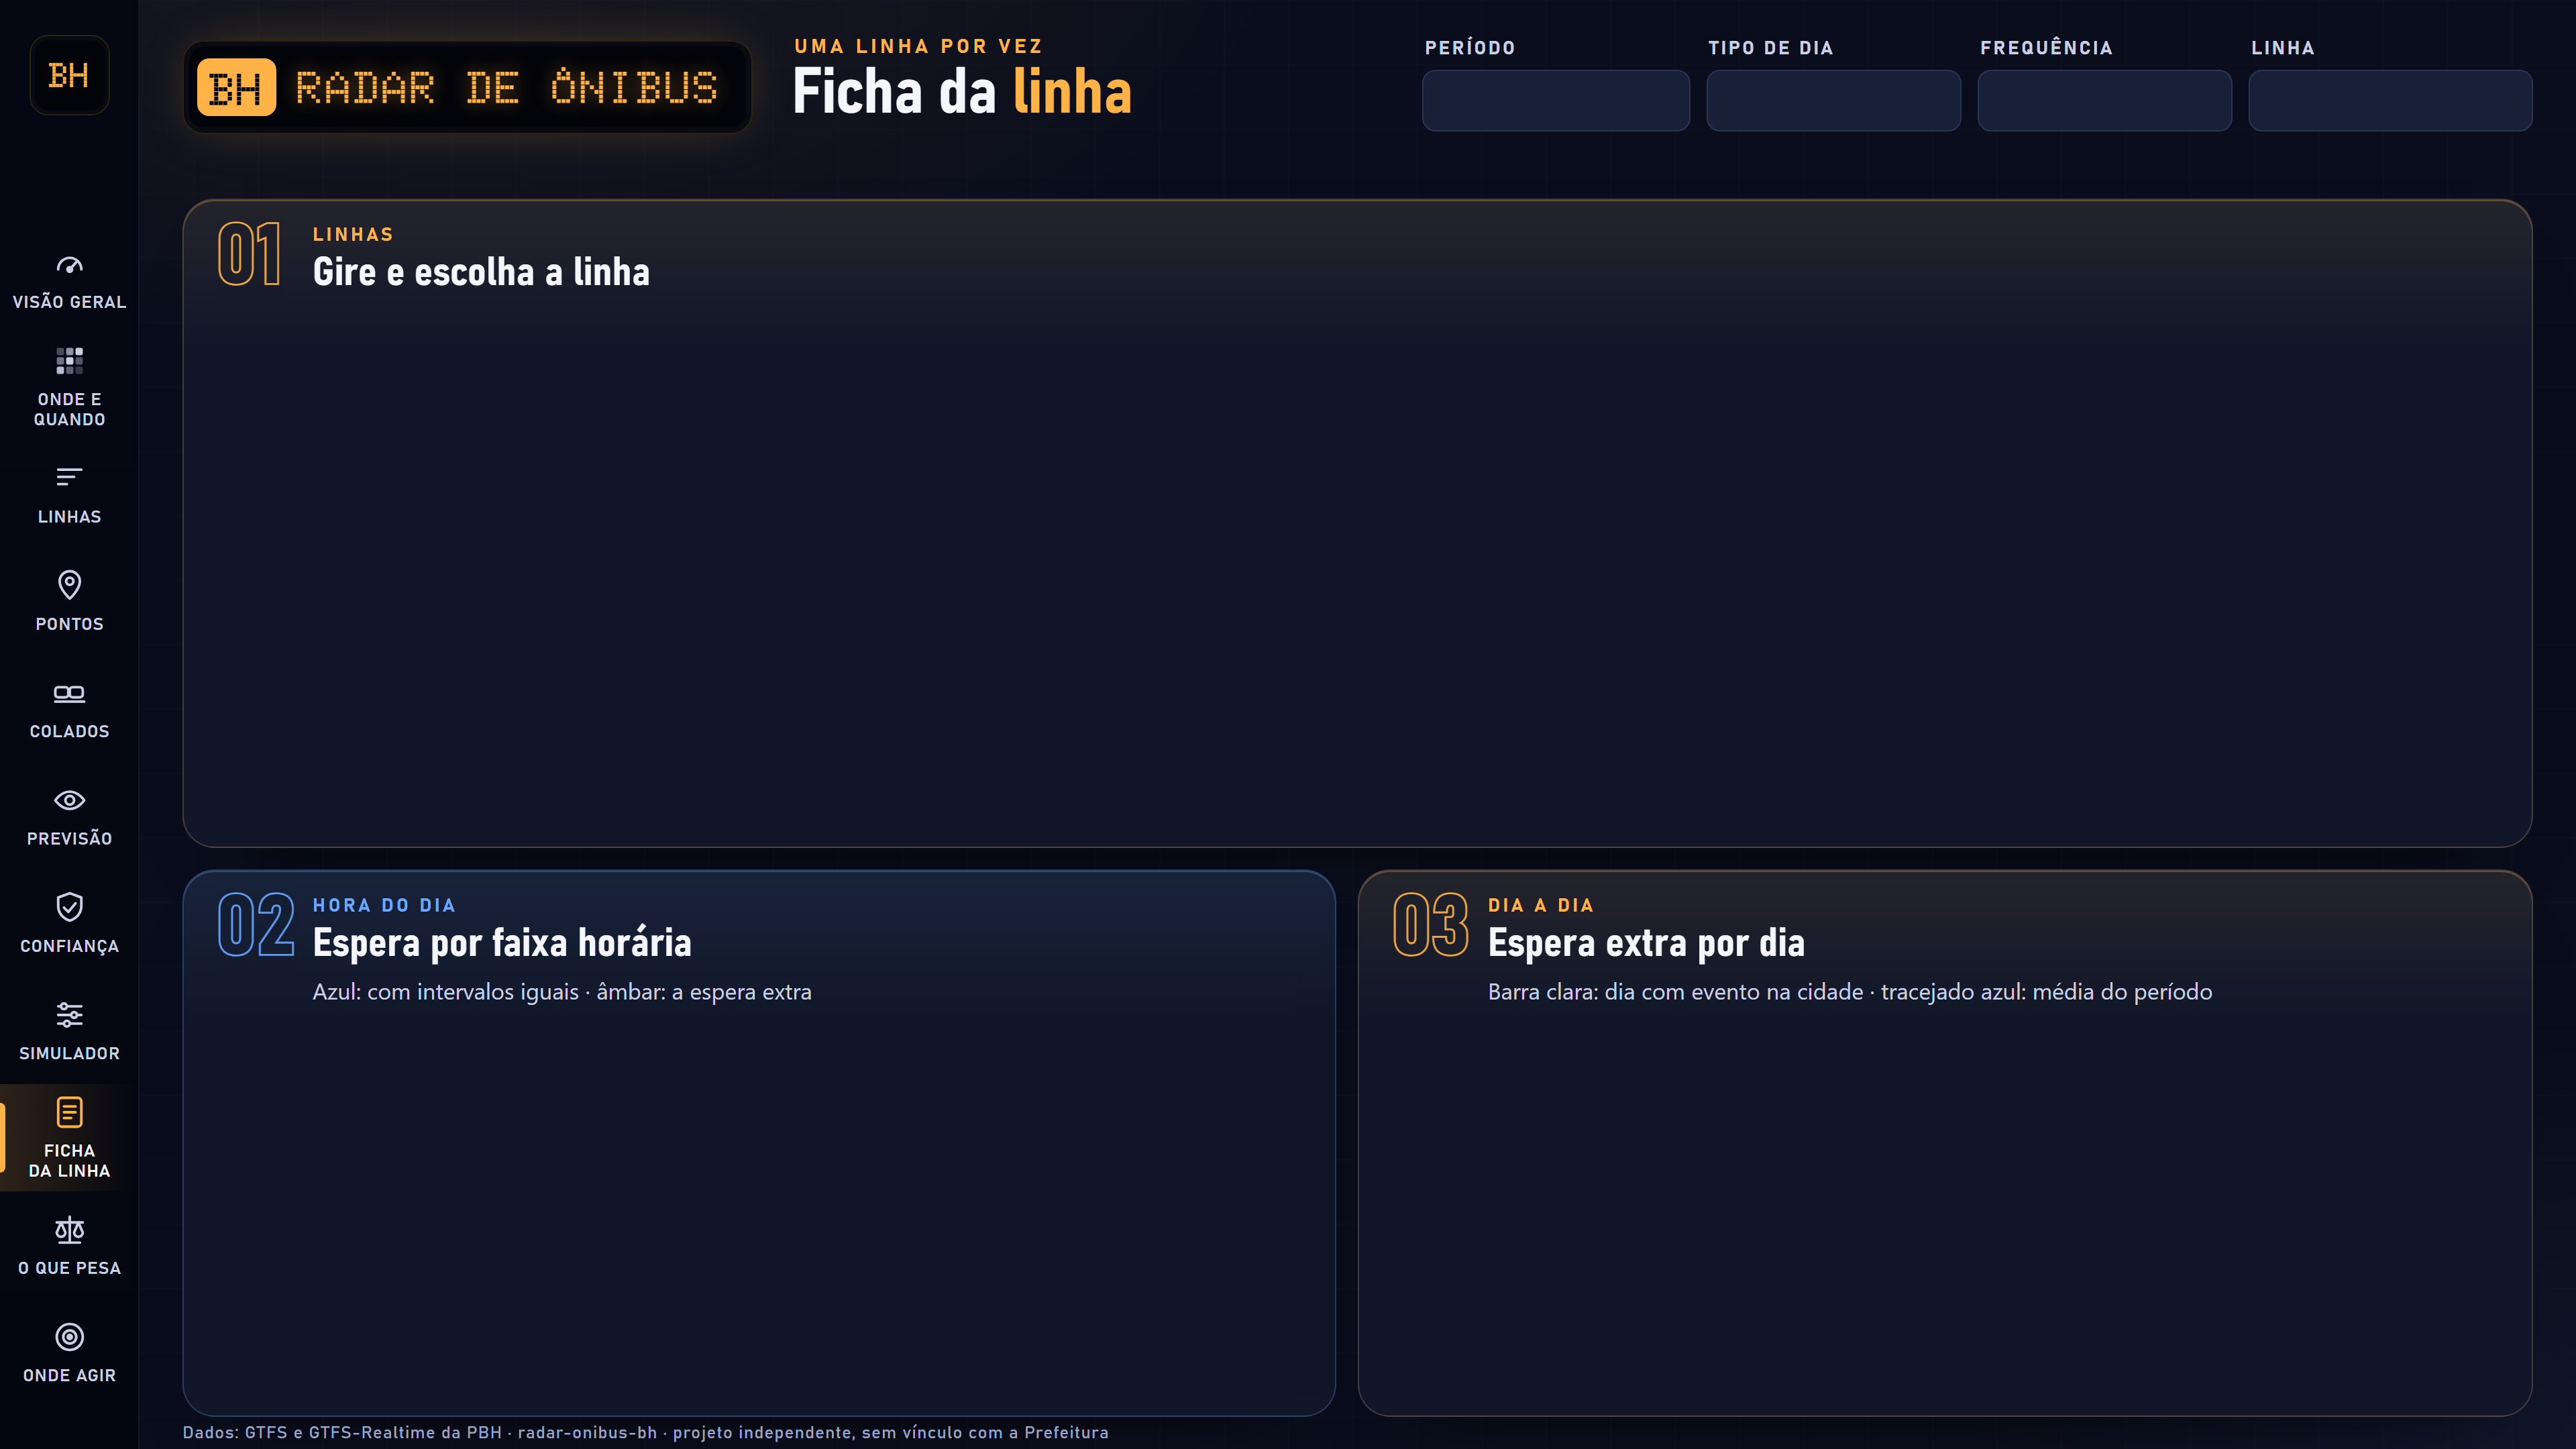 BH
BH RADAR DE ÔNIBUS
UMA LINHA POR VEZ
Ficha da linha
PERÍODO
TIPO DE DIA
FREQUÊNCIA
LINHA
VISÃO GERAL
ONDE E
QUANDO
LINHAS
PONTOS
COLADOS
PREVISÃO
CONFIANÇA
SIMULADOR
FICHA
DA LINHA
O QUE PESA
ONDE AGIR
01
LINHAS
Gire e escolha a linha
02
HORA DO DIA
Espera por faixa horária
Azul: com intervalos iguais · âmbar: a espera extra
03
DIA A DIA
Espera extra por dia
Barra clara: dia com evento na cidade · tracejado azul: média do período
Dados: GTFS e GTFS-Realtime da PBH · radar-onibus-bh · projeto independente, sem vínculo com a Prefeitura